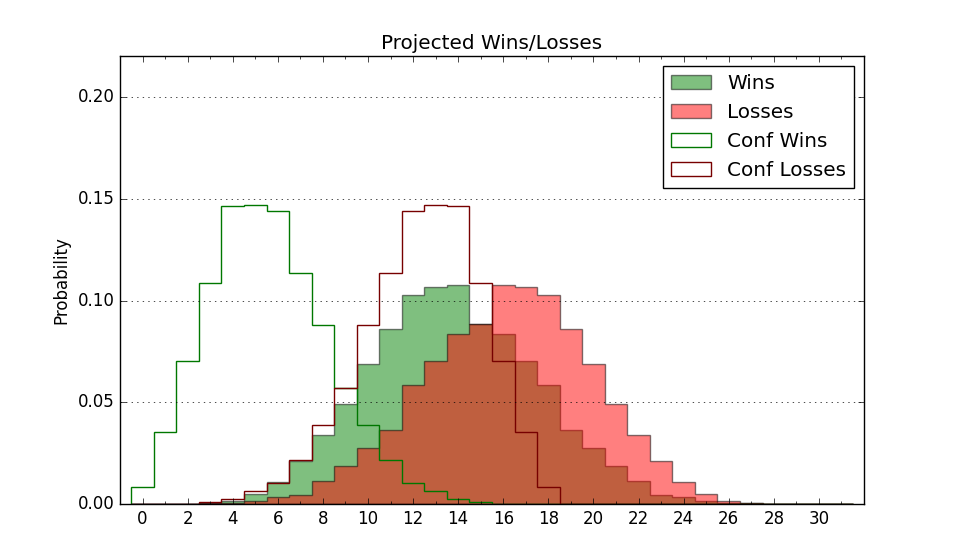 Projected Wins/Losses
Wins
Losses
Conf Wins
Conf Losses
Probability
0.20
0.15
0.10
0.05
0.00
0 2 4 6 8 10 12 14 16 18 20 22 24 26 28 30